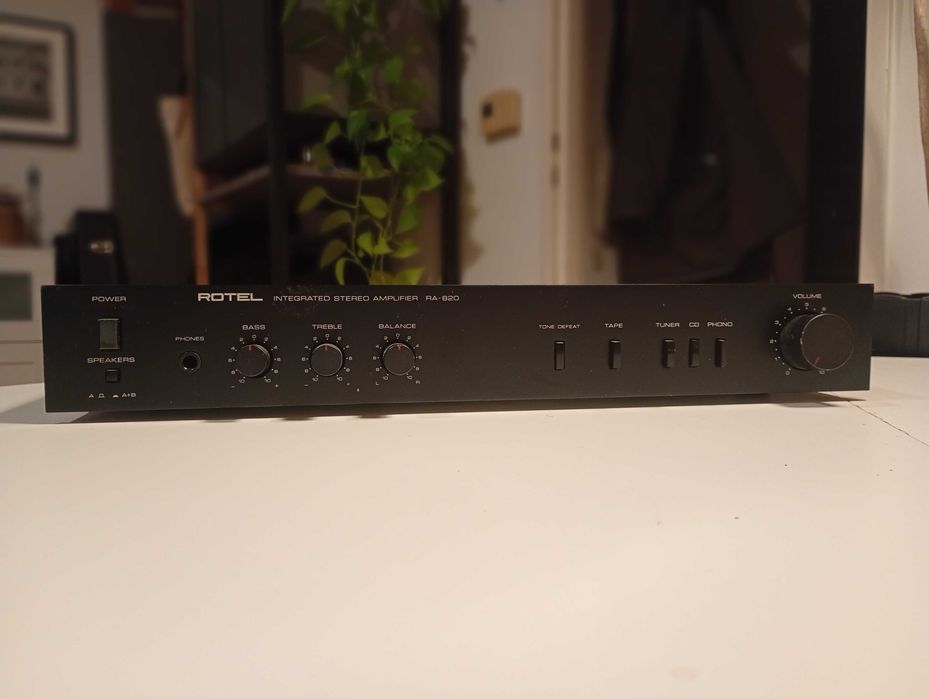 POWER
ROTEL INTEGRATED STEREO AMPLIFIER RA-820
VOLUME
BASS
TREBLE
BALANCE
TONE DEFEAT
TAPE
TUNER
CD
PHONO
PHONES
SPEAKERS
L
R
A
A+B